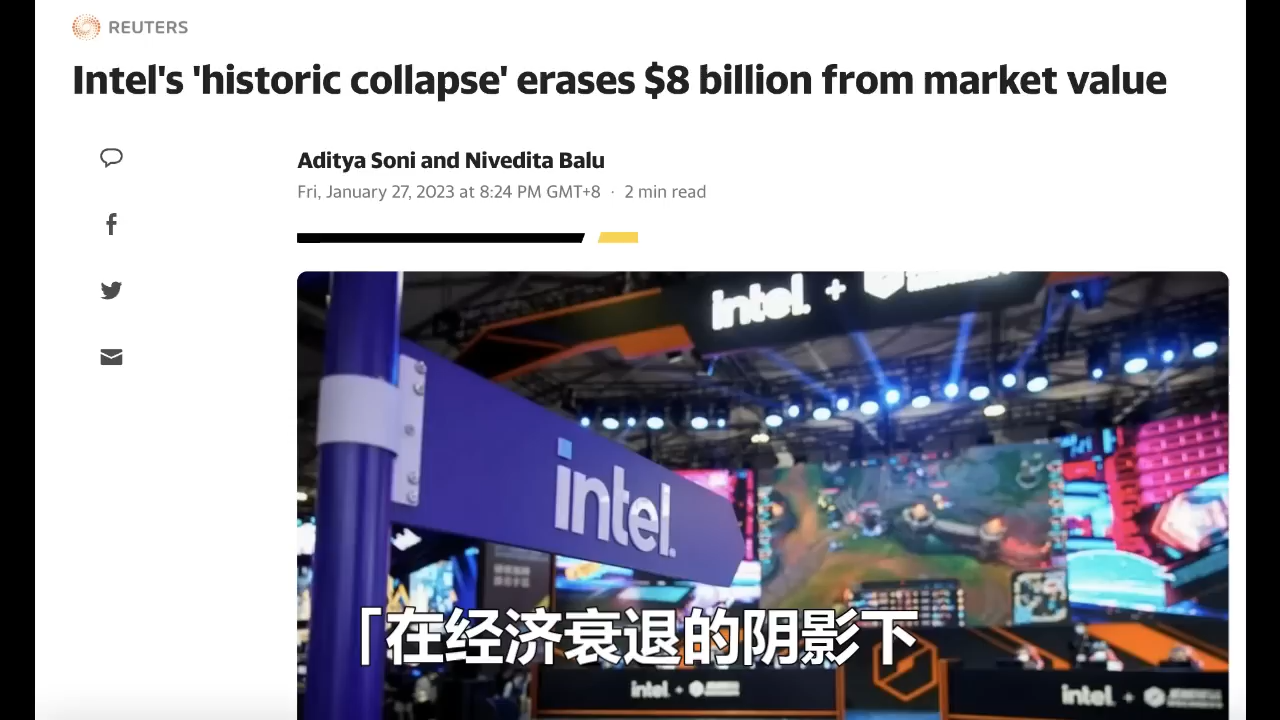 REUTERS
Intel's 'historic collapse' erases $8 billion from market value
Aditya Soni and Nivedita Balu
Fri, January 27, 2023 at 8:24 PM GMT+8 · 2 min read
intel. +
intel.
「在经济衰退的阴影下
intel. +
intel. +